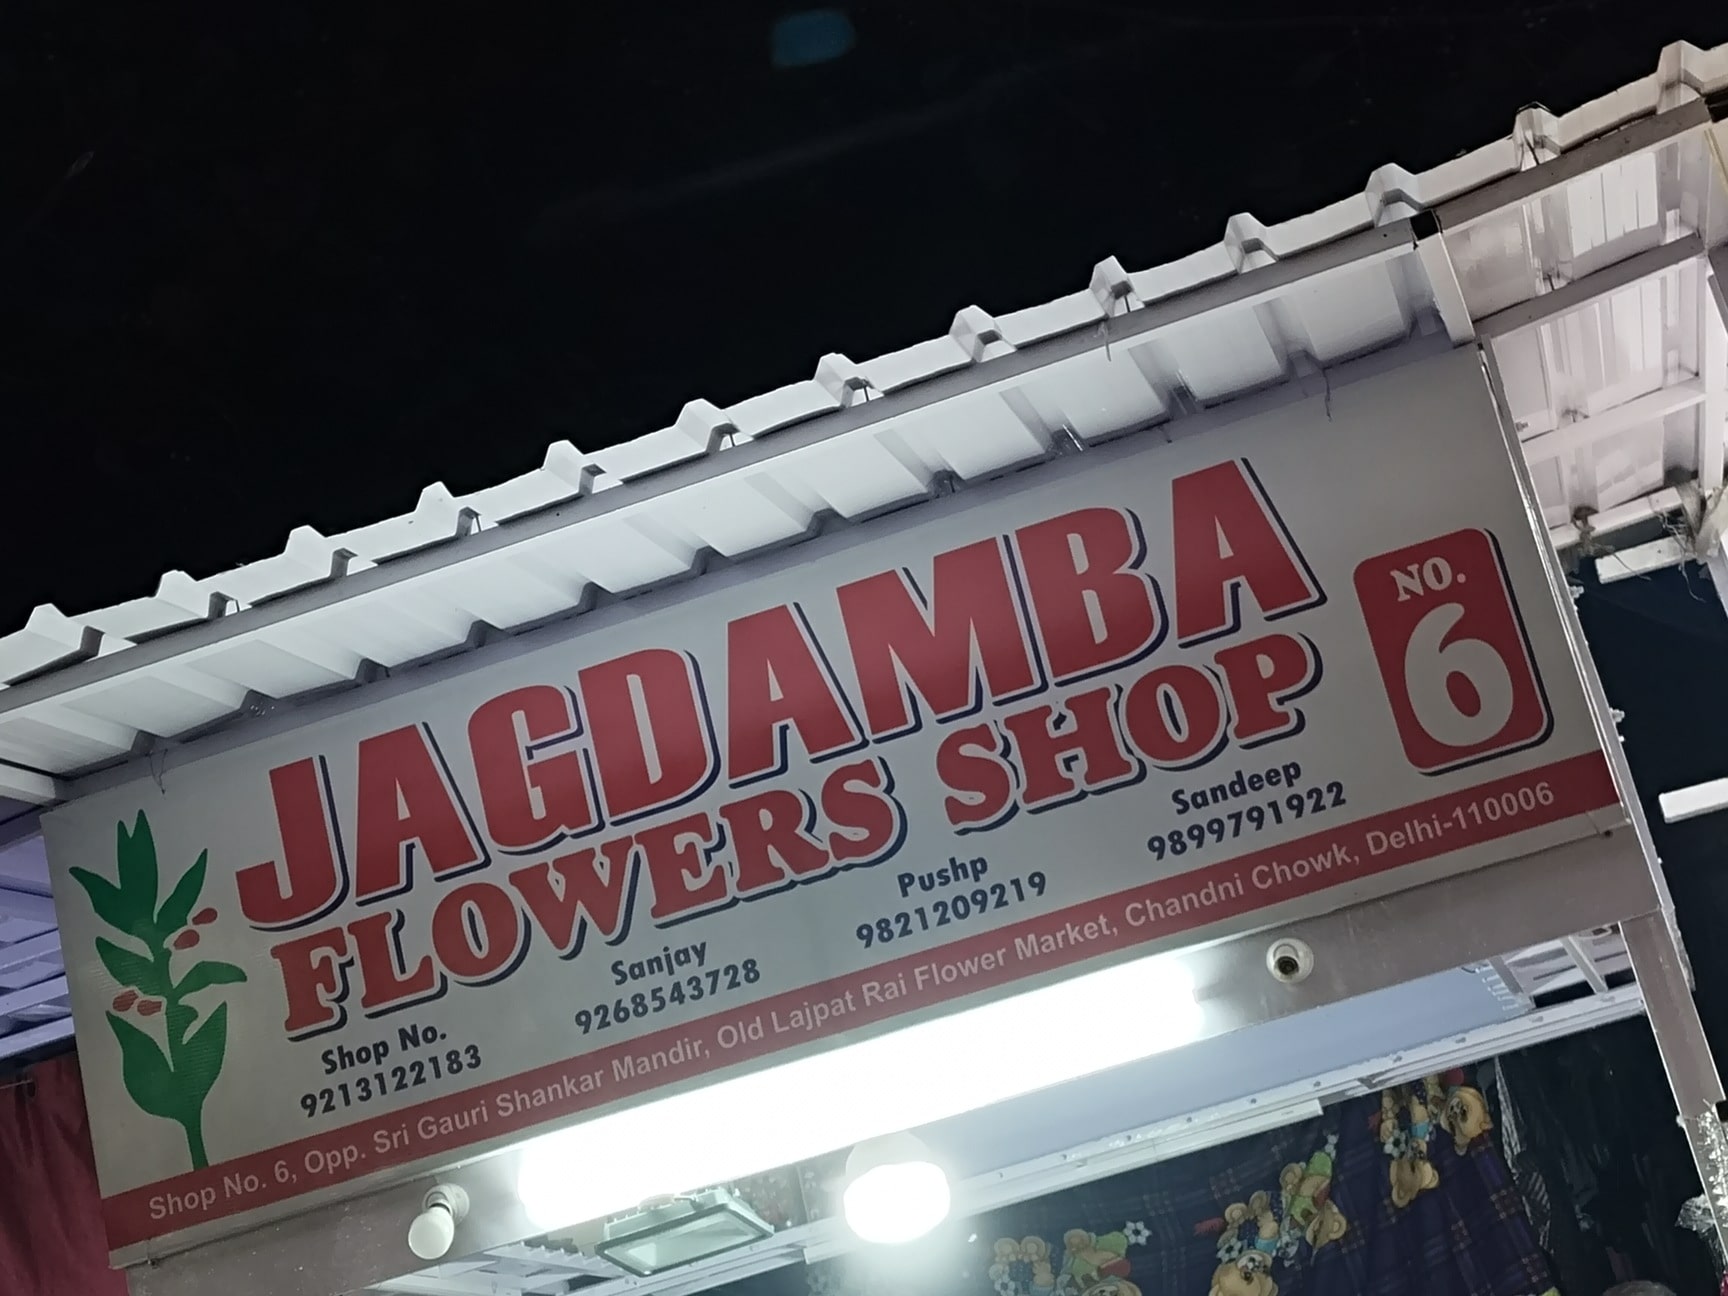 JAGDAMBA
FLOWERS SHOP
NO.
6
Shop No.
9213122183
Sanjay
9268543728
Pushp
9821209219
Sandeep
9899791922
Shop No. 6, Opp. Sri Gauri Shankar Mandir, Old Lajpat Rai Flower Market, Chandni Chowk, Delhi-110006